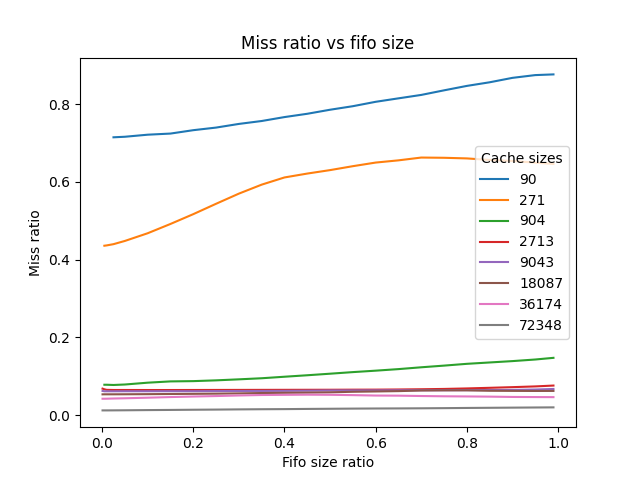 Miss ratio vs fifo size
Miss ratio
0.8
0.6
0.4
0.2
0.0
Cache sizes
90
271
904
2713
9043
18087
36174
72348
0.0 0.2 0.4 0.6 0.8 1.0
Fifo size ratio